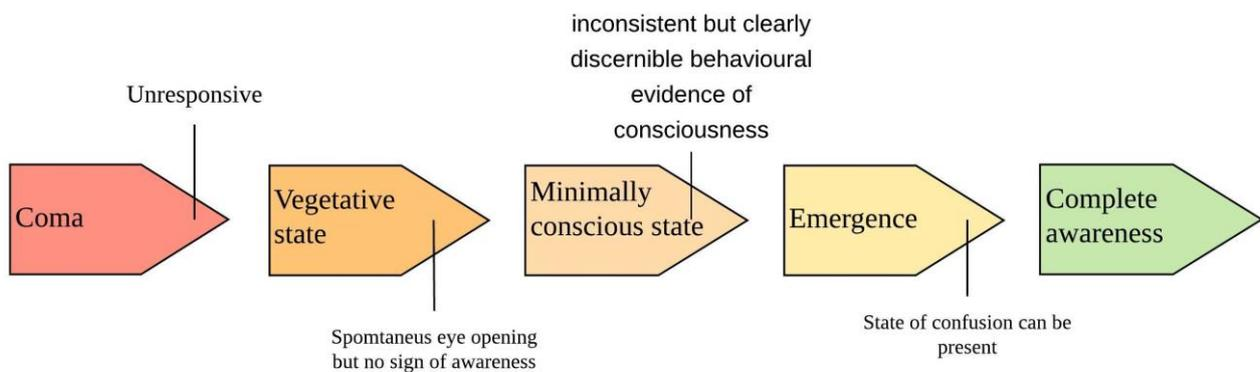 inconsistent but clearly
discernible behavioural
evidence of
consciousness
Unresponsive
Coma
Vegetative
state
Minimally
conscious state
Emergence
Complete
awareness
Spomtaneus eye opening
but no sign of awareness
State of confusion can be
present